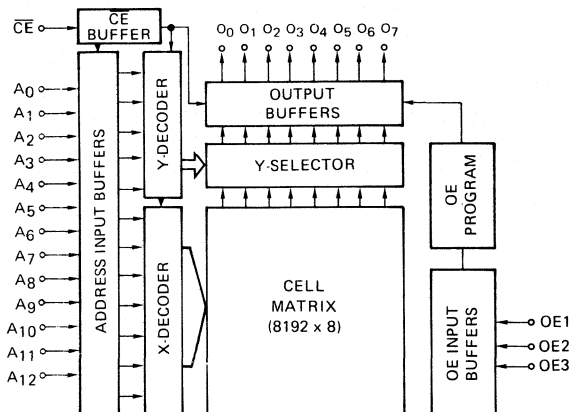 CE
CE BUFFER
A0
A1
A2
A3
A4
A5
A6
A7
A8
A9
A10
A11
A12
ADDRESS INPUT BUFFERS
Y-DECODER
X-DECODER
O0 O1 O2 O3 O4 O5 O6 O7
OUTPUT
BUFFERS
Y-SELECTOR
CELL
MATRIX
(8192 x 8)
OE
PROGRAM
OE INPUT
BUFFERS
OE1
OE2
OE3